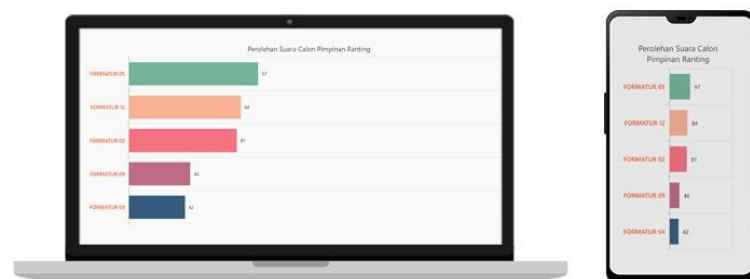 Perolehan Suara Calon Pimpinan Ranting
FORMATUR 05 97
FORMATUR 12 84
FORMATUR 02 81
FORMATUR 09 46
FORMATUR 04 42
Perolehan Suara Calon
Pimpinan Ranting
FORMATUR 05 97
FORMATUR 12 84
FORMATUR 02 81
FORMATUR 09 46
FORMATUR 04 42